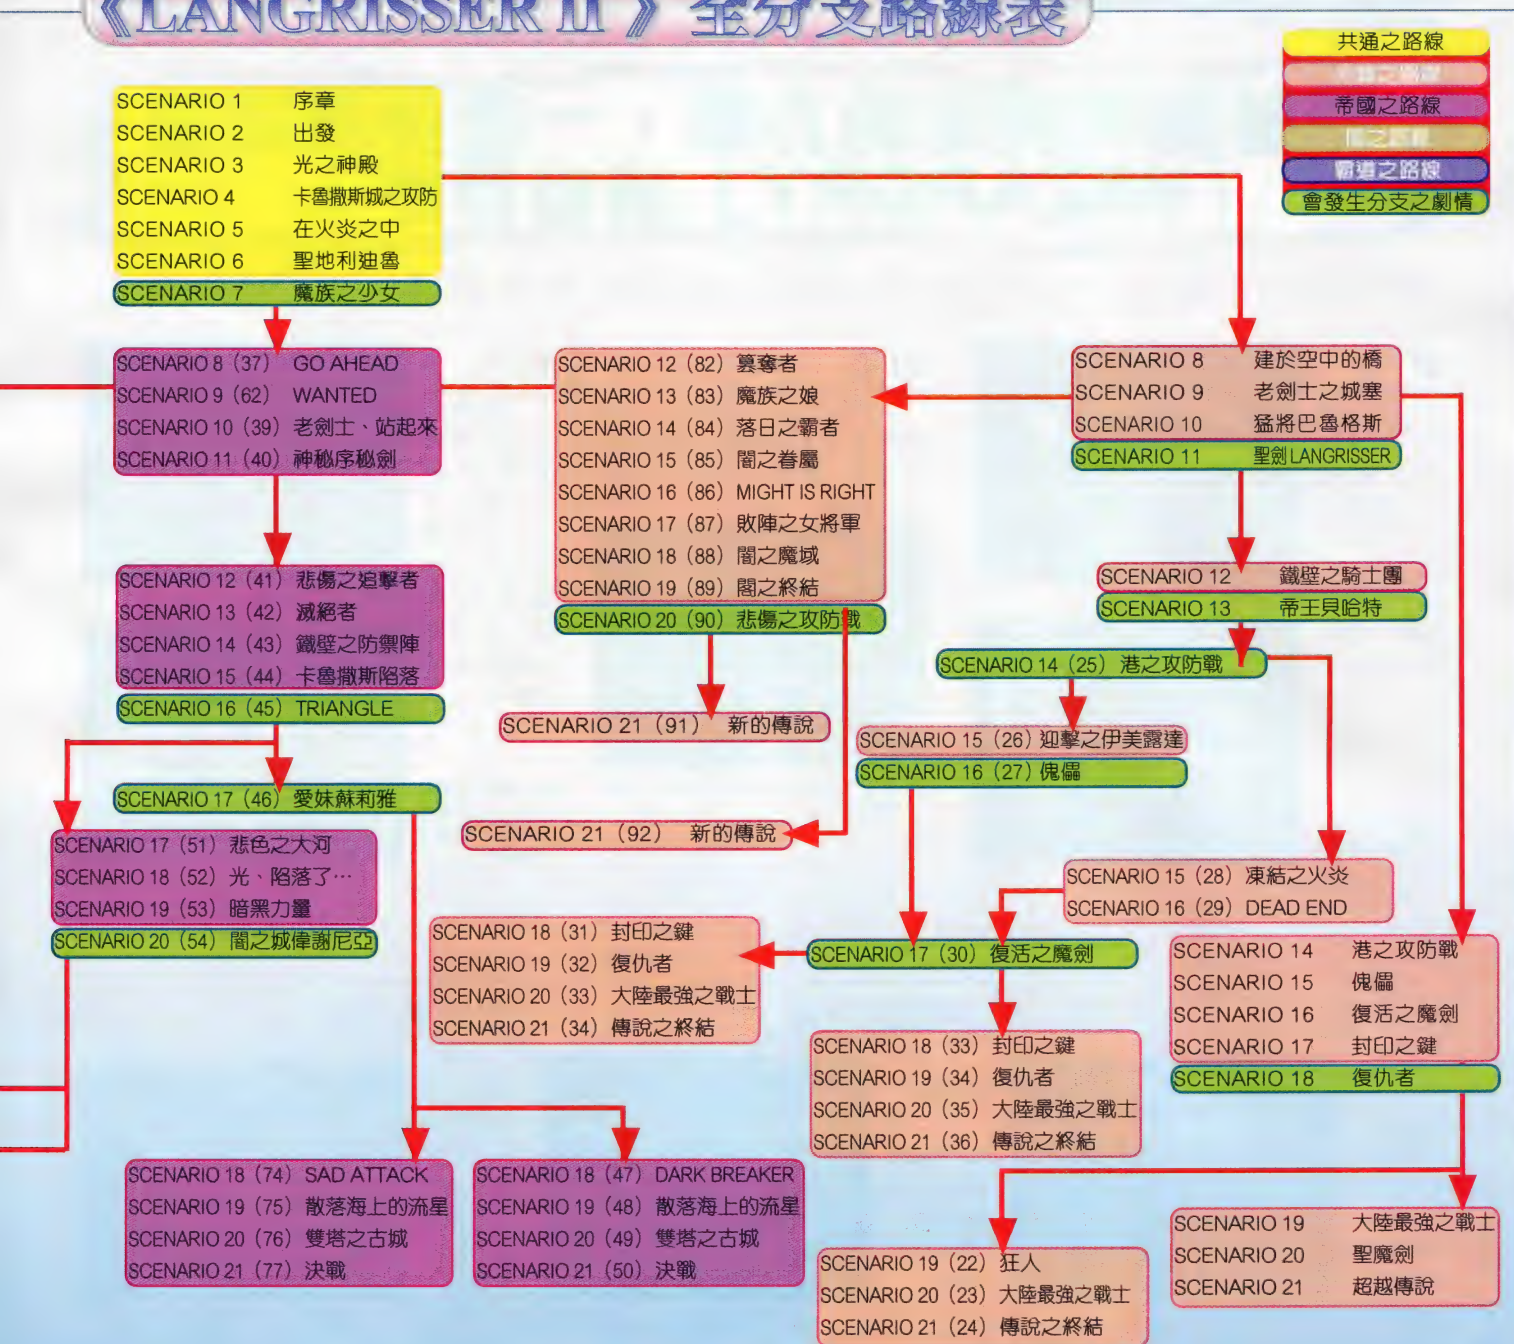 《LANGRISSER II》全分支路線表
共通之路線
帝國之路線
霸道之路線
會發生分支之劇情
SCENARIO 1 序章
SCENARIO 2 出發
SCENARIO 3 光之神殿
SCENARIO 4 卡魯撒斯城之攻防
SCENARIO 5 在火炎之中
SCENARIO 6 聖地利迪魯
SCENARIO 7 魔族之少女
SCENARIO 8（37） GO AHEAD
SCENARIO 9（62） WANTED
SCENARIO 10（39） 老劍士、站起來
SCENARIO 11（40） 神秘序秘劍
SCENARIO 12（41） 悲傷之追擊者
SCENARIO 13（42） 滅絕者
SCENARIO 14（43） 鐵壁之防禦陣
SCENARIO 15（44） 卡魯撒斯陷落
SCENARIO 16（45） TRIANGLE
SCENARIO 17（46） 愛妹蘇莉雅
SCENARIO 17（51） 悲色之大河
SCENARIO 18（52） 光、陷落了…
SCENARIO 19（53） 暗黑力量
SCENARIO 20（54） 闇之城偉謝尼亞
SCENARIO 18（74） SAD ATTACK
SCENARIO 19（75） 散落海上的流星
SCENARIO 20（76） 雙塔之古城
SCENARIO 21（77） 決戰
SCENARIO 18（47） DARK BREAKER
SCENARIO 19（48） 散落海上的流星
SCENARIO 20（49） 雙塔之古城
SCENARIO 21（50） 決戰
SCENARIO 12（82） 篡奪者
SCENARIO 13（83） 魔族之娘
SCENARIO 14（84） 落日之霸者
SCENARIO 15（85） 闇之眷屬
SCENARIO 16（86） MIGHT IS RIGHT
SCENARIO 17（87） 敗陣之女將軍
SCENARIO 18（88） 闇之魔域
SCENARIO 19（89） 閣之終結
SCENARIO 20（90） 悲傷之攻防戰
SCENARIO 21（91） 新的傳說
SCENARIO 21（92） 新的傳說
SCENARIO 8 建於空中的橋
SCENARIO 9 老劍士之城塞
SCENARIO 10 猛將巴魯格斯
SCENARIO 11 聖劍LANGRISSER
SCENARIO 12 鐵壁之騎士團
SCENARIO 13 帝王貝哈特
SCENARIO 14（25） 港之攻防戰
SCENARIO 15（26） 迎擊之伊美露達
SCENARIO 16（27） 傀儡
SCENARIO 15（28） 凍結之火炎
SCENARIO 16（29） DEAD END
SCENARIO 17（30） 復活之魔劍
SCENARIO 18（31） 封印之鍵
SCENARIO 19（32） 復仇者
SCENARIO 20（33） 大陸最強之戰士
SCENARIO 21（34） 傳說之終結
SCENARIO 18（33） 封印之鍵
SCENARIO 19（34） 復仇者
SCENARIO 20（35） 大陸最強之戰士
SCENARIO 21（36） 傳說之終結
SCENARIO 14 港之攻防戰
SCENARIO 15 傀儡
SCENARIO 16 復活之魔劍
SCENARIO 17 封印之鍵
SCENARIO 18 復仇者
SCENARIO 19（22） 狂人
SCENARIO 20（23） 大陸最強之戰士
SCENARIO 21（24） 傳說之終結
SCENARIO 19 大陸最強之戰士
SCENARIO 20 聖魔劍
SCENARIO 21 超越傳說